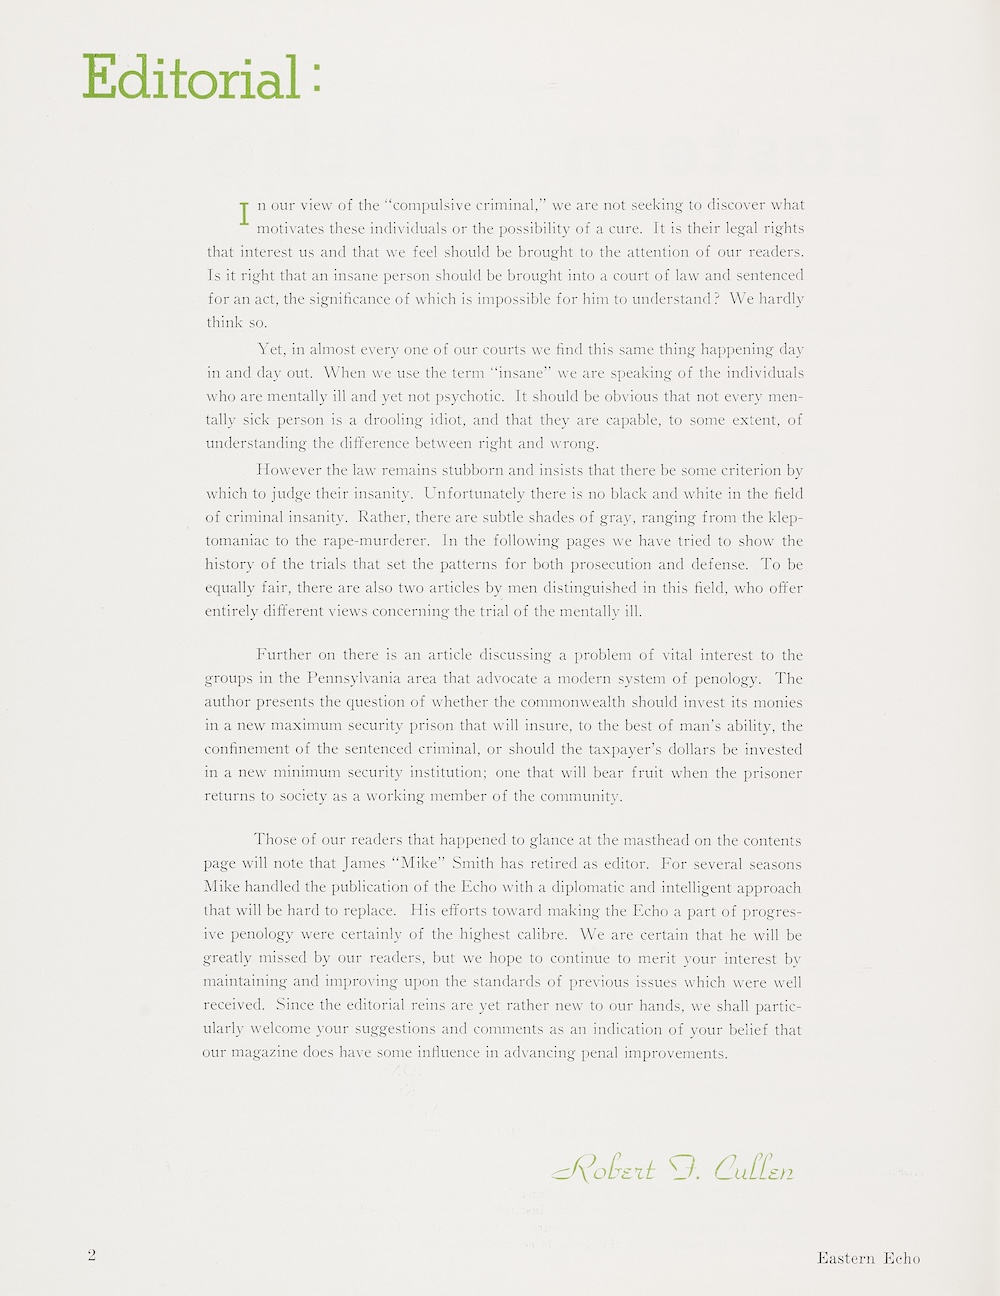 Editorial:
In our view of the “compulsive criminal,” we are not seeking to discover what
motivates these individuals or the possibility of a cure. It is their legal rights
that interest us and that we feel should be brought to the attention of our readers.
Is it right that an insane person should be brought into a court of law and sentenced
for an act, the significance of which is impossible for him to understand? We hardly
think so.
Yet, in almost every one of our courts we find this same thing happening day
in and day out. When we use the term “insane” we are speaking of the individuals
who are mentally ill and yet not psychotic. It should be obvious that not every men-
tally sick person is a drooling idiot, and that they are capable, to some extent, of
understanding the difference between right and wrong.
However the law remains stubborn and insists that there be some criterion by
which to judge their insanity. Unfortunately there is no black and white in the field
of criminal insanity. Rather, there are subtle shades of gray, ranging from the klep-
tomaniac to the rape-murderer. In the following pages we have tried to show the
history of the trials that set the patterns for both prosecution and defense. To be
equally fair, there are also two articles by men distinguished in this field, who offer
entirely different views concerning the trial of the mentally ill.
Further on there is an article discussing a problem of vital interest to the
groups in the Pennsylvania area that advocate a modern system of penology. The
author presents the question of whether the commonwealth should invest its monies
in a new maximum security prison that will insure, to the best of man’s ability, the
confinement of the sentenced criminal, or should the taxpayer’s dollars be invested
in a new minimum security institution; one that will bear fruit when the prisoner
returns to society as a working member of the community.
Those of our readers that happened to glance at the masthead on the contents
page will note that James “Mike” Smith has retired as editor. For several seasons
Mike handled the publication of the Echo with a diplomatic and intelligent approach
that will be hard to replace. His efforts toward making the Echo a part of progres-
ive penology were certainly of the highest calibre. We are certain that he will be
greatly missed by our readers, but we hope to continue to merit your interest by
maintaining and improving upon the standards of previous issues which were well
received. Since the editorial reins are yet rather new to our hands, we shall partic-
ularly welcome your suggestions and comments as an indication of your belief that
our magazine does have some influence in advancing penal improvements.
Robert F. Cullen
2
Eastern Echo